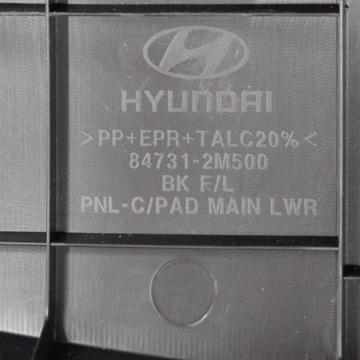 HYUNDAI
>PP+EPR+TALC20%<
84731-2M500
BK F/L
PNL-C/PAD MAIN LWR